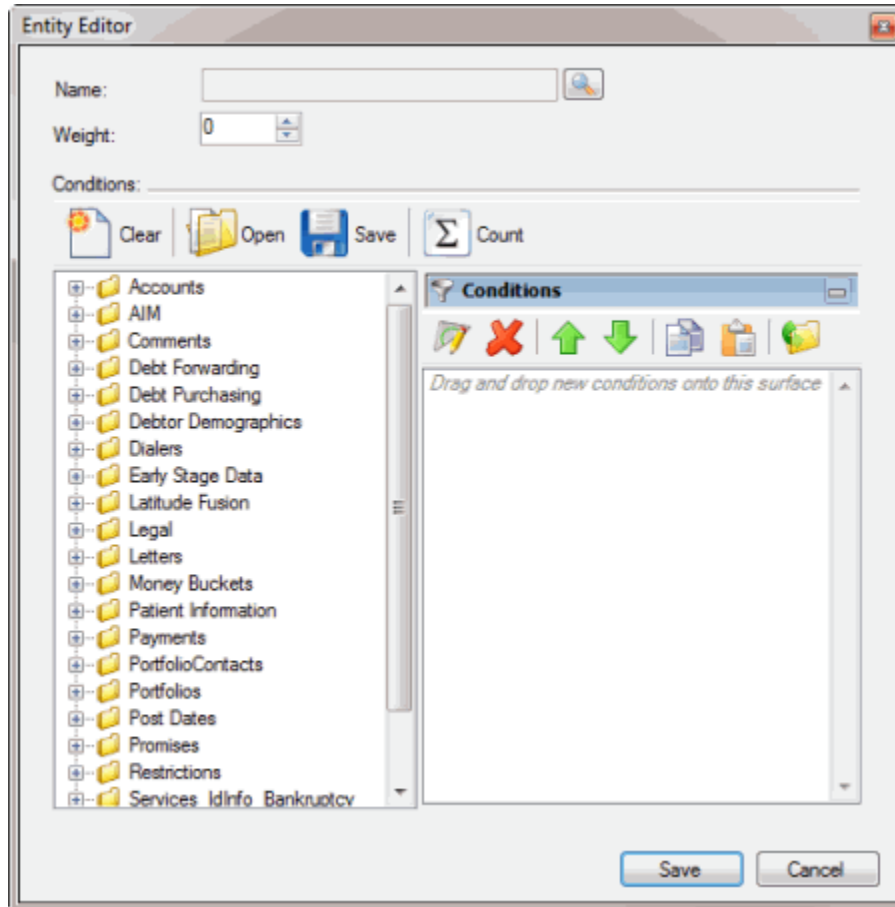 Entity Editor
Name:
Weight:
0
Conditions:
Clear
Open
Save
Σ Count
Accounts
AIM
Comments
Debt Forwarding
Debt Purchasing
Debtor Demographics
Dialers
Early Stage Data
Latitude Fusion
Legal
Letters
Money Buckets
Patient Information
Payments
PortfolioContacts
Portfolios
Post Dates
Promises
Restrictions
Services_IdInfo_Bankruptcy
Conditions
Drag and drop new conditions onto this surface
Save
Cancel